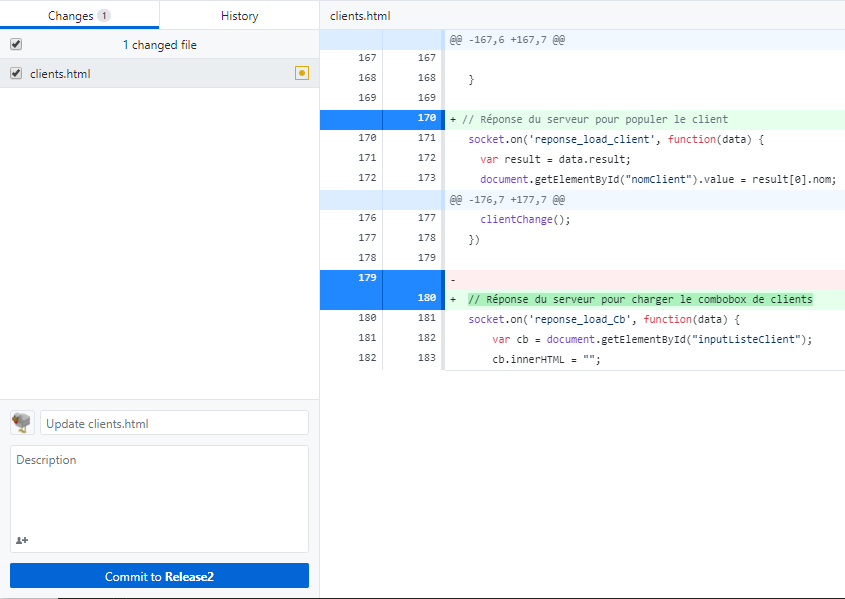 Changes 1
History
1 changed file
clients.html
Update clients.html
Description
Commit to Release2
clients.html
@@ -167,6 +167,7 @@
167 167
168 168 }
169 169
170 + // Réponse du serveur pour populer le client
170 171 socket.on('reponse_load_client', function(data) {
171 172 var result = data.result;
172 173 document.getElementById("nomClient").value = result[0].nom;
@@ -176,7 +177,7 @@
176 177 clientChange();
177 178 })
178 179
179 -
180 + // Réponse du serveur pour charger le combobox de clients
180 181 socket.on('reponse_load_Cb', function(data) {
181 182 var cb = document.getElementById("inputListeClient");
182 183 cb.innerHTML = "";